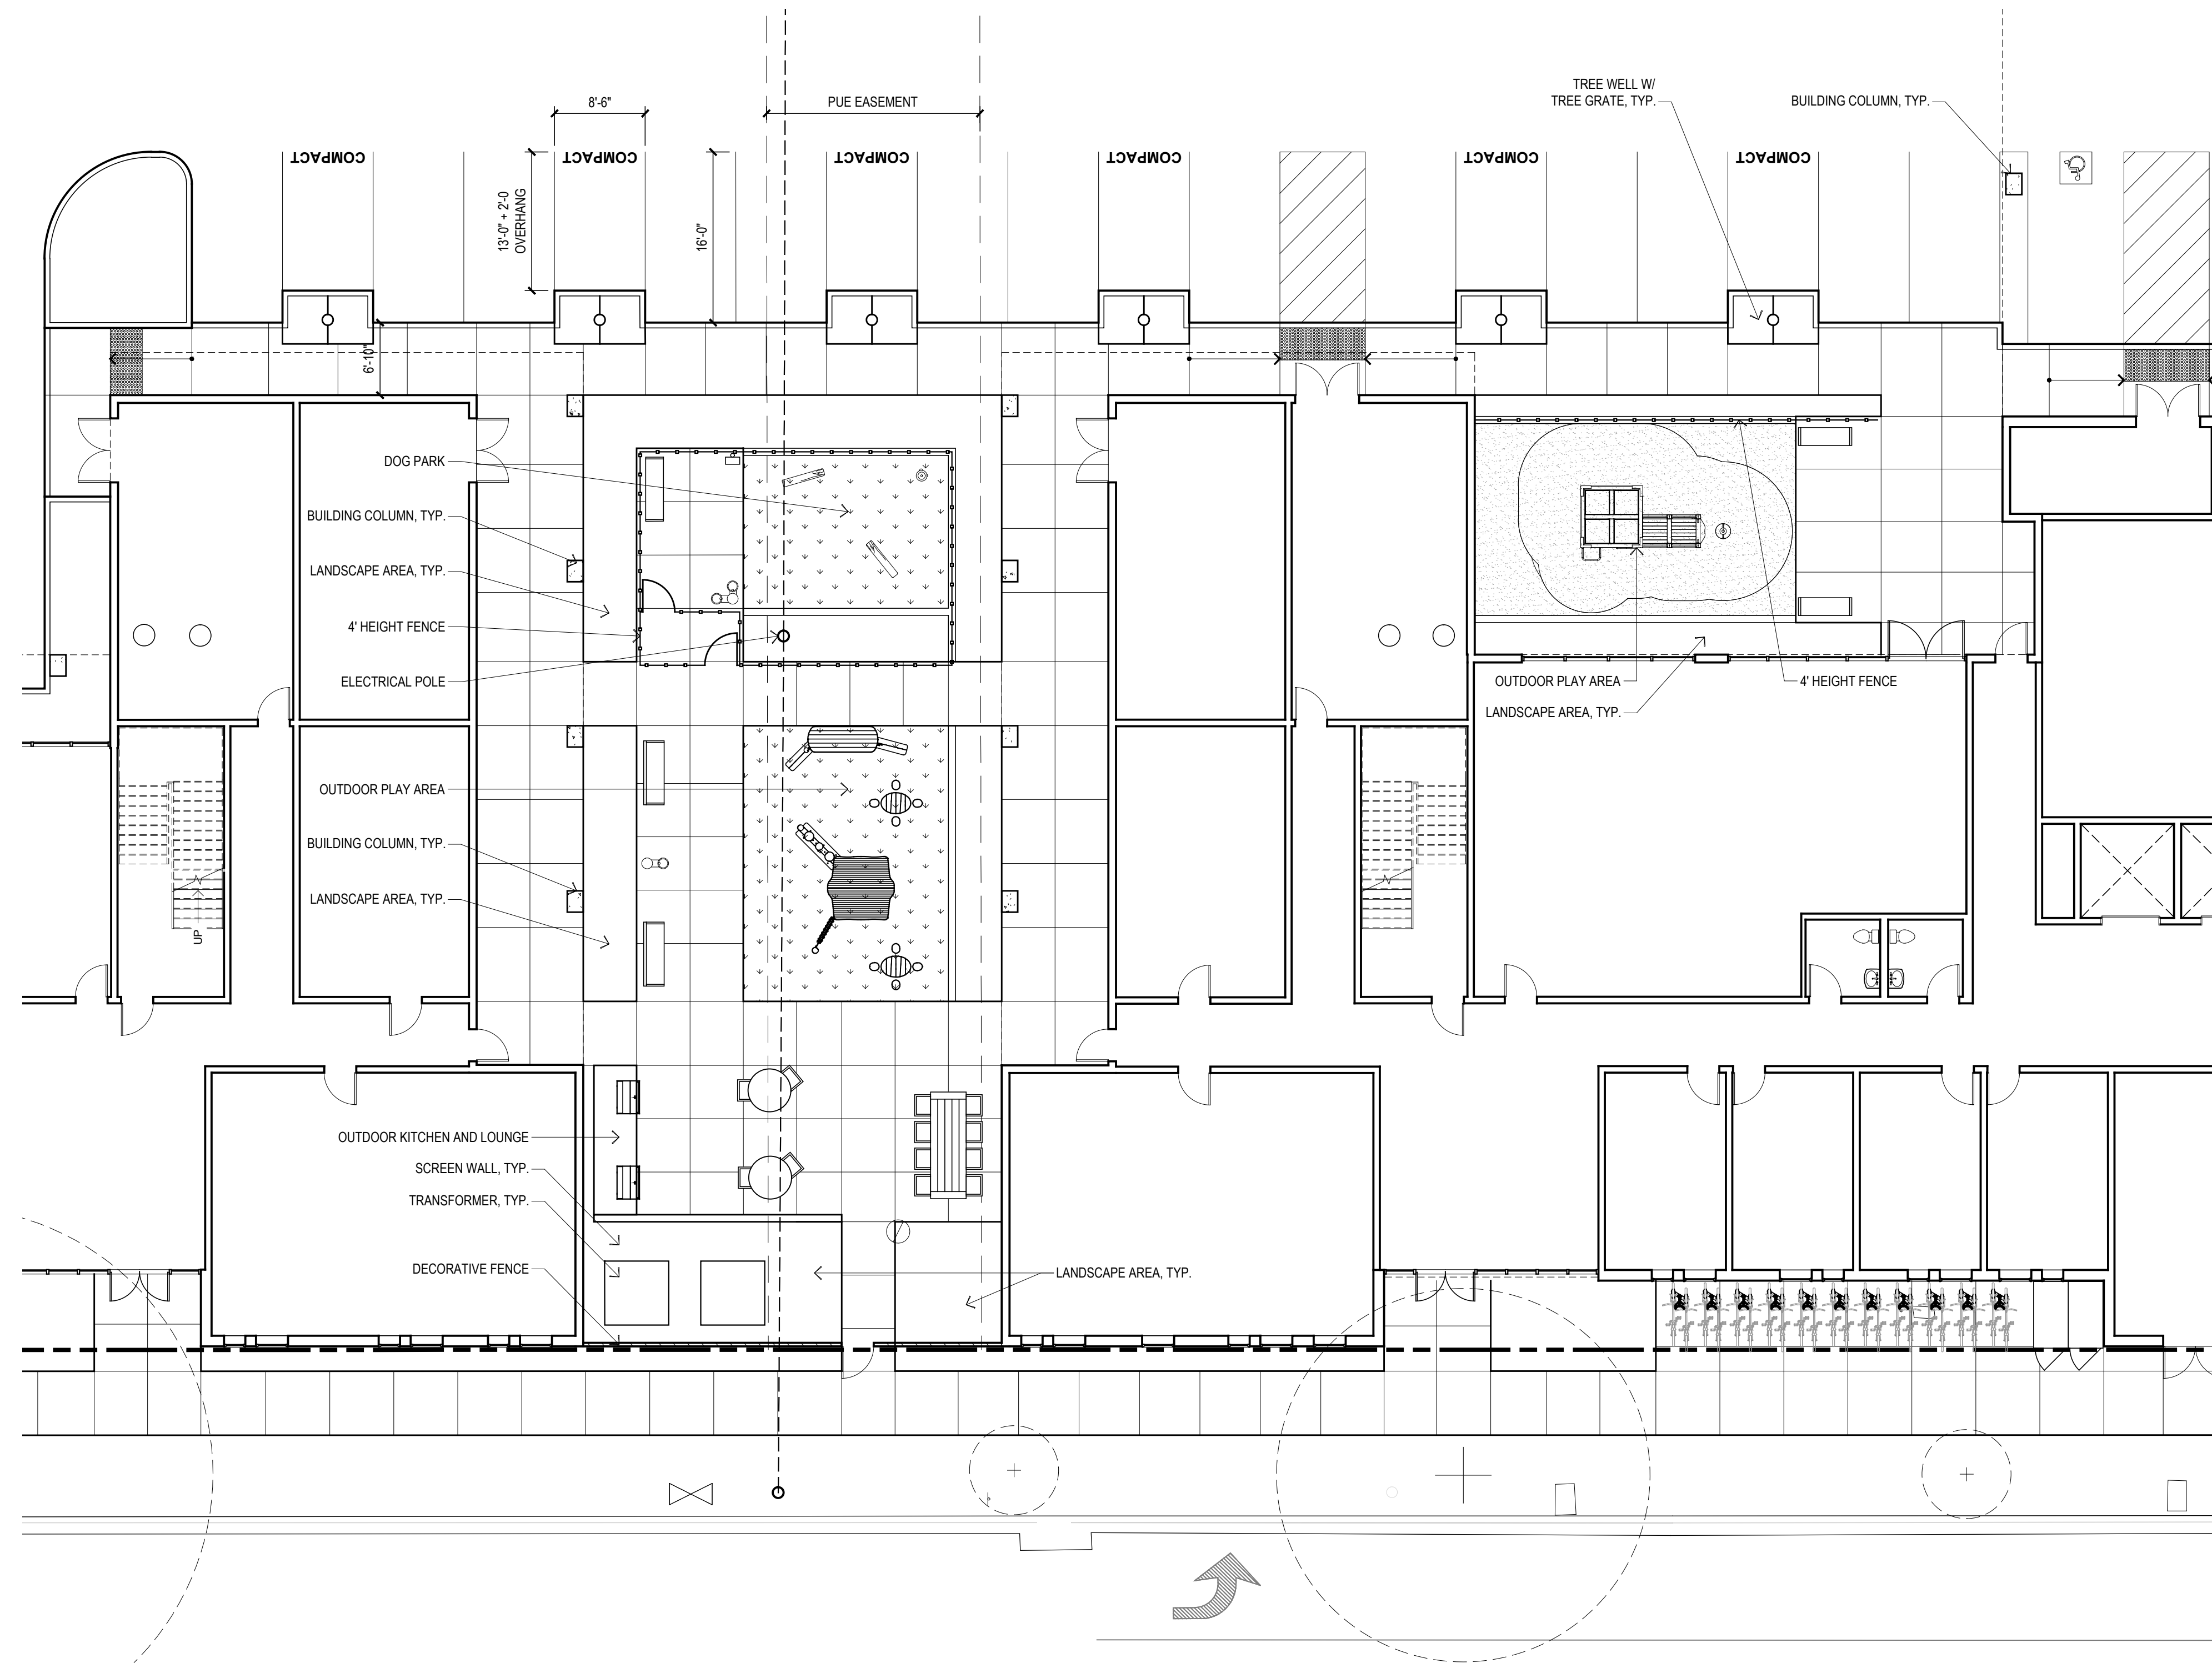 TREE WELL W/
TREE GRATE, TYP.
BUILDING COLUMN, TYP.
8'-6"
PUE EASEMENT
COMPACT
COMPACT
COMPACT
COMPACT
COMPACT
COMPACT
13'-0" + 2'-0
OVERHANG
16'-0"
6'-10"
DOG PARK
BUILDING COLUMN, TYP.
LANDSCAPE AREA, TYP.
4' HEIGHT FENCE
ELECTRICAL POLE
OUTDOOR PLAY AREA
4' HEIGHT FENCE
LANDSCAPE AREA, TYP.
OUTDOOR PLAY AREA
BUILDING COLUMN, TYP.
LANDSCAPE AREA, TYP.
UP
OUTDOOR KITCHEN AND LOUNGE
SCREEN WALL, TYP.
TRANSFORMER, TYP.
DECORATIVE FENCE
LANDSCAPE AREA, TYP.